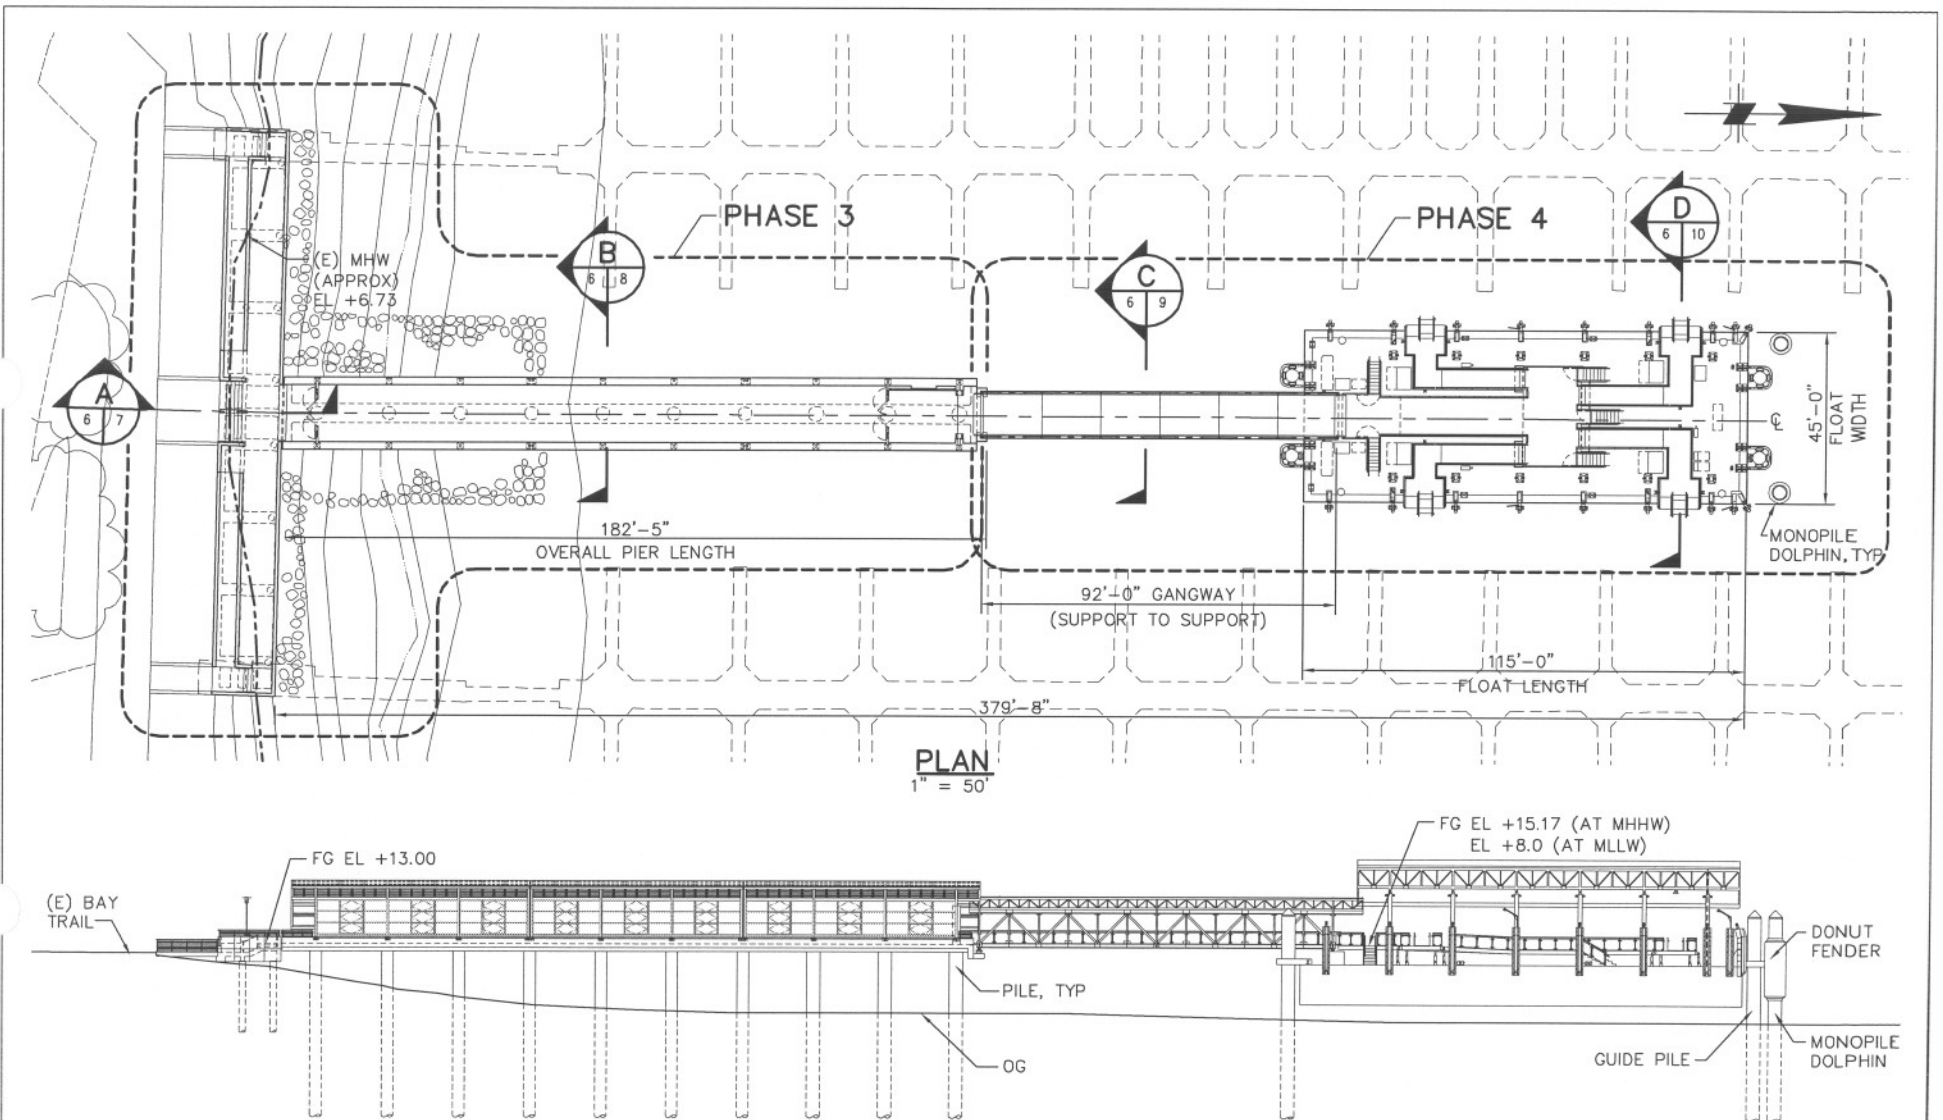 PHASE 3
PHASE 4
D
6 10
B
6 8
C
6 9
(E) MHW
(APPROX)
EL +6.73
A
6 7
45'-0"
FLOAT
WIDTH
CL
MONOPILE
DOLPHIN, TYP
182'-5"
OVERALL PIER LENGTH
92'-0" GANGWAY
(SUPPORT TO SUPPORT)
115'-0"
FLOAT LENGTH
379'-8"
PLAN
1" = 50'
FG EL +15.17 (AT MHHW)
EL +8.0 (AT MLLW)
FG EL +13.00
(E) BAY
TRAIL
DONUT
FENDER
PILE, TYP
OG
GUIDE PILE
MONOPILE
DOLPHIN